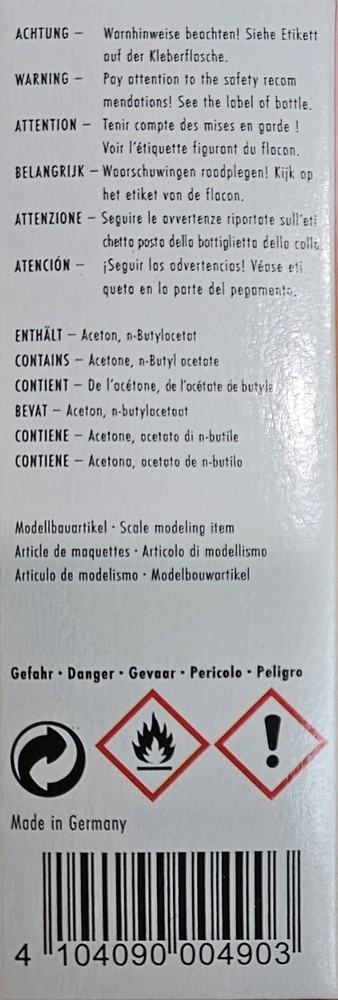 ACHTUNG – Warnhinweise beachten! Siehe Etikett
auf der Kleberflasche.
WARNING – Pay attention to the safety recom
mendations! See the label of bottle.
ATTENTION – Tenir compte des mises en garde !
Voir l'étiquette figurant du flacon.
BELANGRIJK – Waarschuwingen raadplegen! Kijk op
het etiket van de flacon.
ATTENZIONE – Seguire le avvertenze riportate sull'eti
chetta posta della bottiglietta della colla
ATENCIÓN – ¡Seguir las advertencias! Véase eti
queta en la parte del pegamento.
ENTHÄLT – Aceton, n-Butylacetat
CONTAINS – Acetone, n-Butyl acetate
CONTIENT – De l'acétone, de l'acétate de butyle
BEVAT – Aceton, n-butylacetaat
CONTIENE – Acetone, acetato di n-butile
CONTIENE – Acetona, acetato de n-butilo
Modellbauartikel · Scale modeling item
Article de maquettes · Articolo di modellismo
Articulo de modelismo · Modelbouwartikel
Gefahr · Danger · Gevaar · Pericolo · Peligro
Made in Germany
4 104090 004903